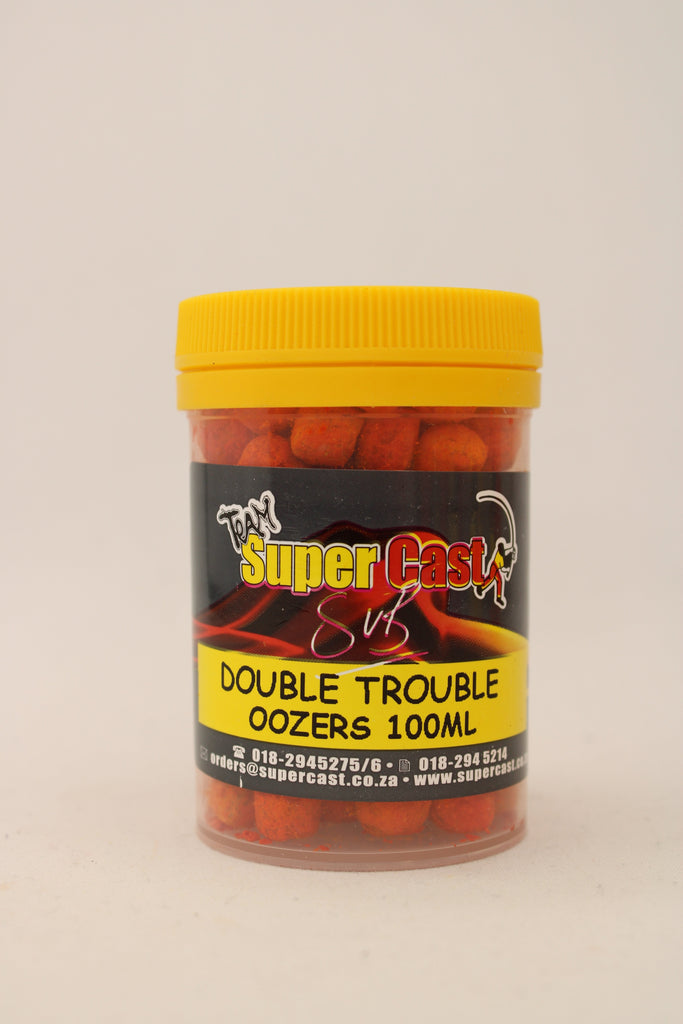 TEAM
Super Cast
SvB
DOUBLE TROUBLE
OOZERS 100ML
018-2945275/6 • 018-294 5214
orders@supercast.co.za • www.supercast.co.